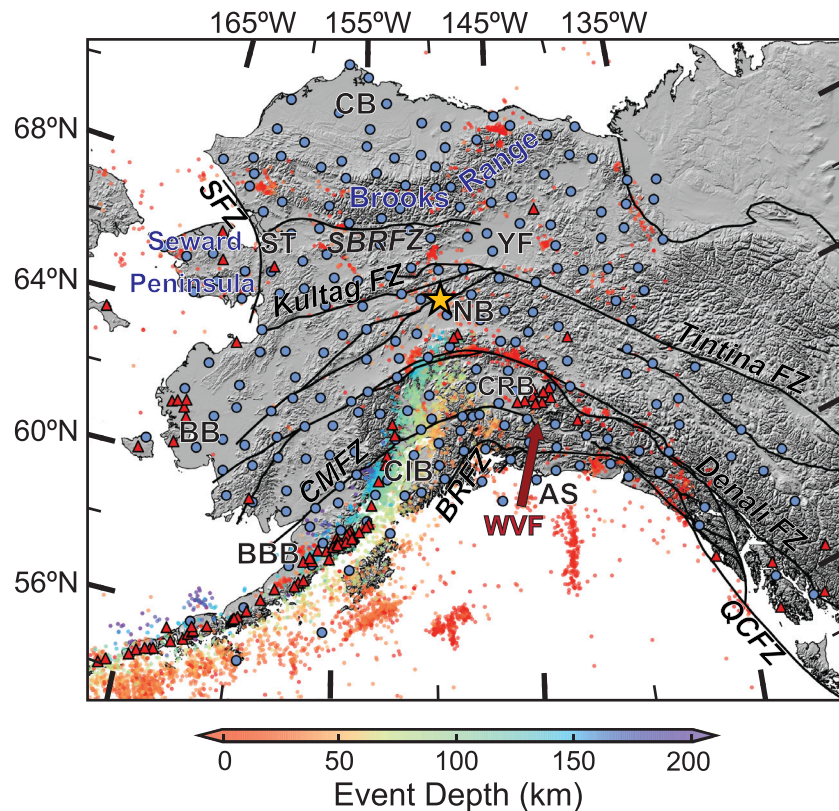 165ºW 155ºW 145ºW 135ºW
68ºN
64ºN
60ºN
56ºN
CB
Brooks Range
SFZ
Seward
Peninsula
ST
SBRFZ
YF
Kultag FZ
NB
Tintina FZ
CRB
BB
CMFZ
CIB
BRFZ
AS
WVF
Denali FZ
BBB
QCFZ
0 50 100 150 200
Event Depth (km)